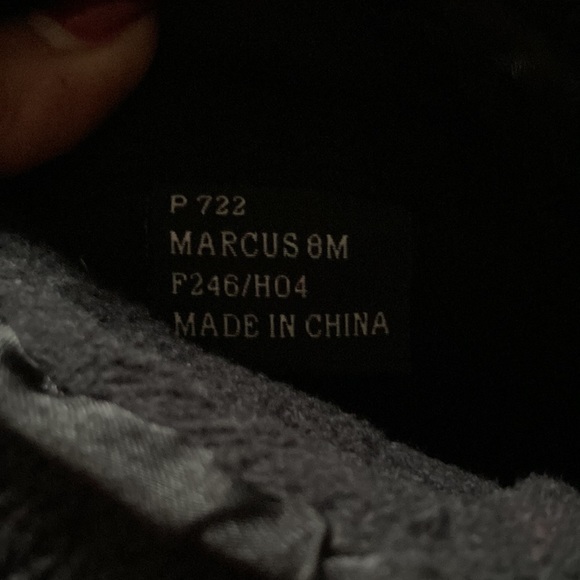 P 722
MARCUS 8M
F246/H04
MADE IN CHINA